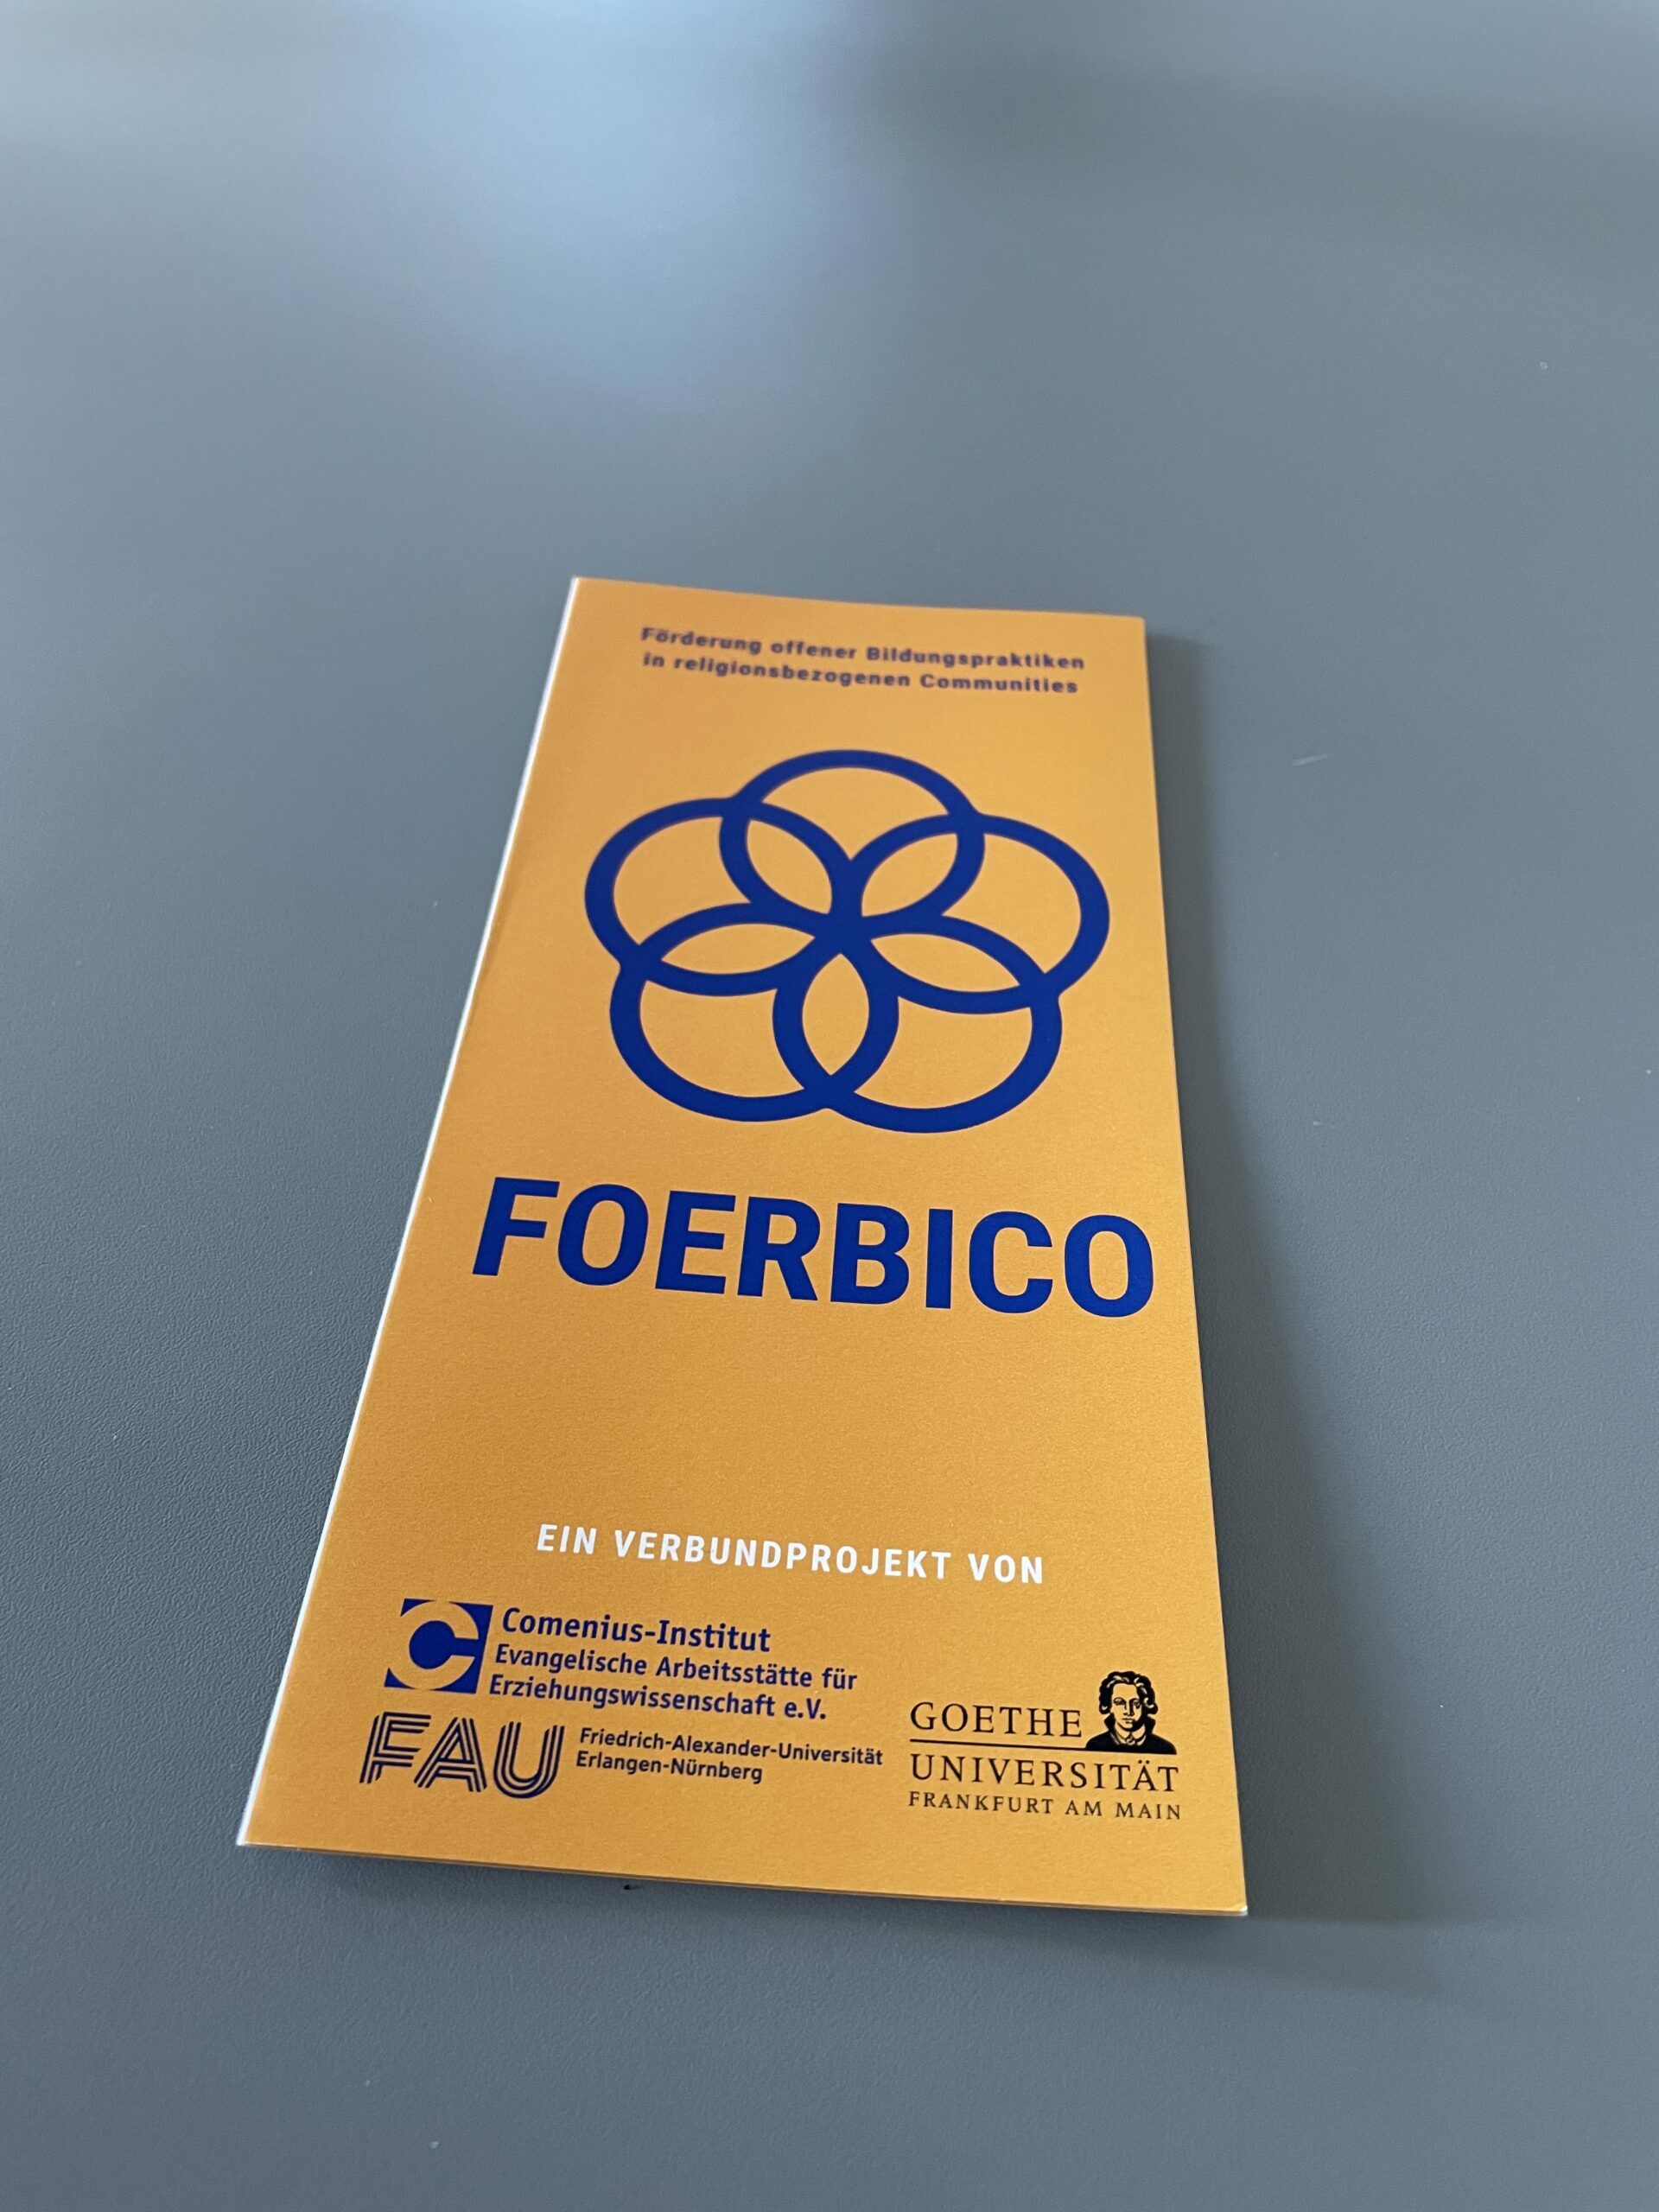 Förderung offener Bildungspraktiken
in religionsbezogenen Communities
FOERBICO
EIN VERBUNDPROJEKT VON
Comenius-Institut
Evangelische Arbeitsstätte für
Erziehungswissenschaft e.V.
FAU
Friedrich-Alexander-Universität
Erlangen-Nürnberg
GOETHE
UNIVERSITÄT
FRANKFURT AM MAIN